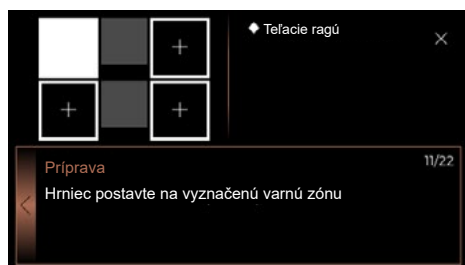 Teľacie ragú
Príprava
11/22
Hrniec postavte na vyznačenú varnú zónu